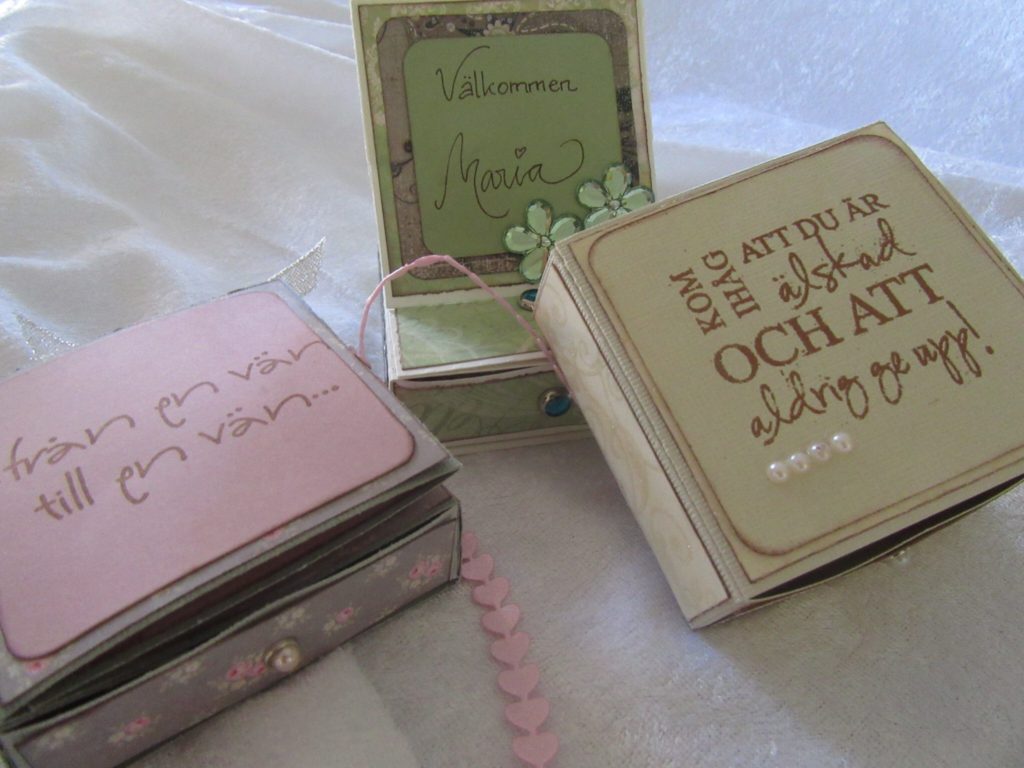 Välkommen
Maria
KOM IHÅG ATT DU ÄR
älskad
OCH ATT
aldrig ge upp!
från en vän
till en vän...